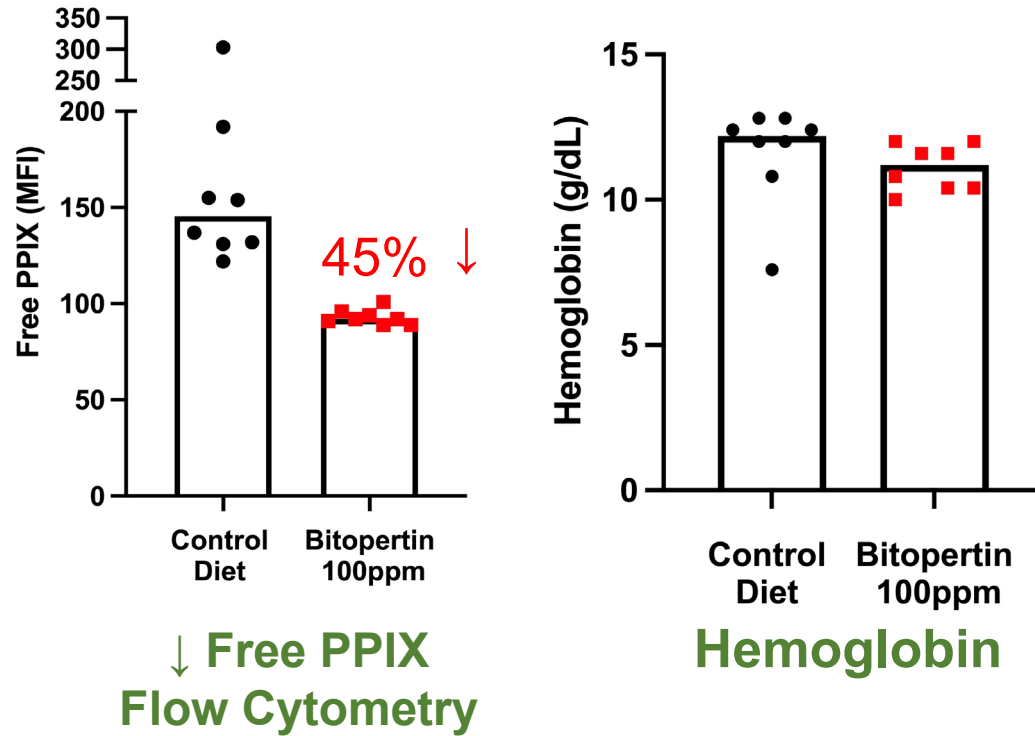 Free PPIX (MFI)
350
300
250
200
150
100
50
0
45% ↓
Control
Diet
Bitopertin
100ppm
↓ Free PPIX
Flow Cytometry
Hemoglobin (g/dL)
15
10
5
0
Control
Diet
Bitopertin
100ppm
Hemoglobin